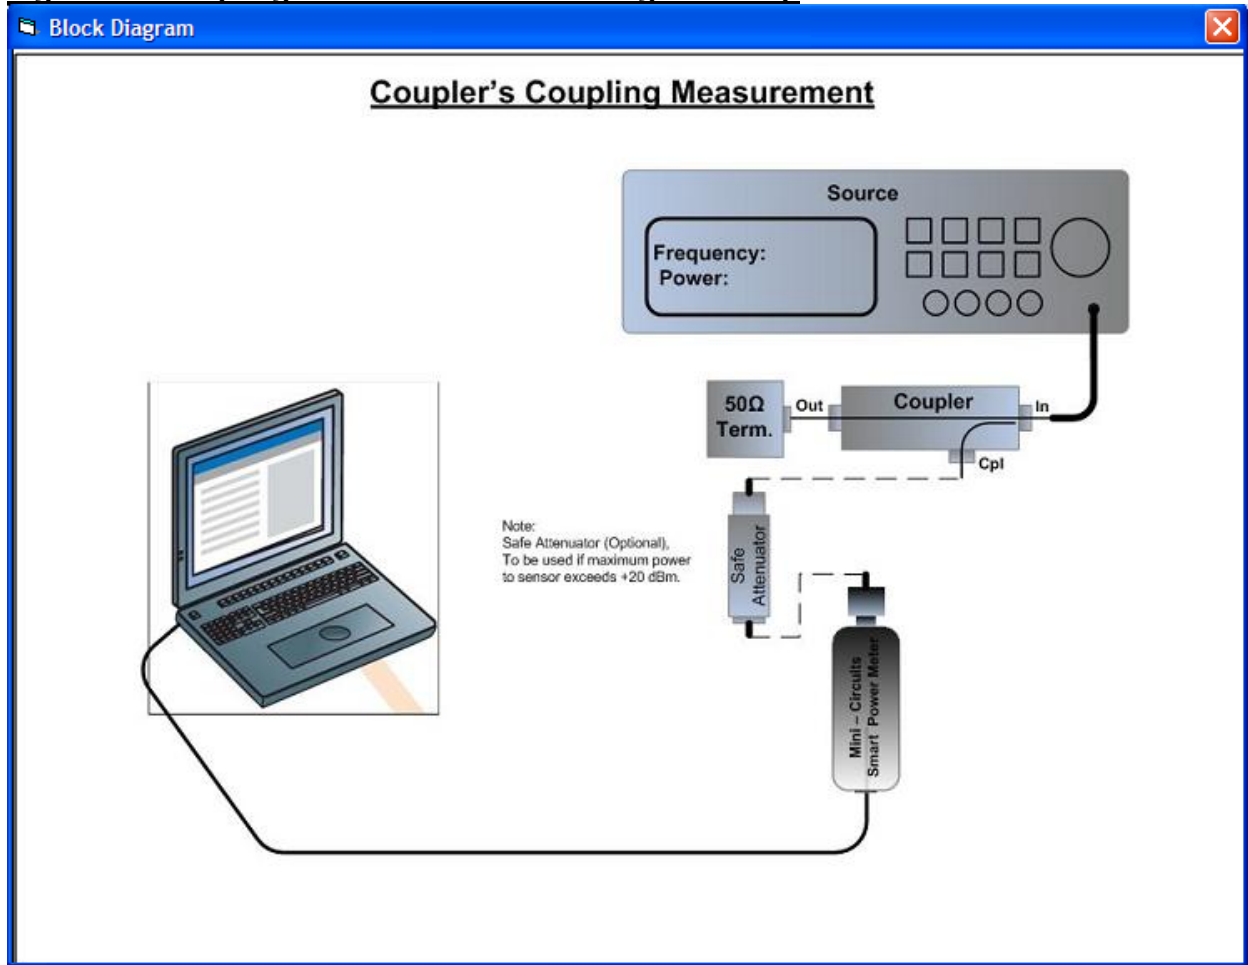 Block Diagram
Coupler's Coupling Measurement
Source
Frequency:
Power:
50Ω
Term.
Out
Coupler
In
Cpl
Note:
Safe Attenuator (Optional),
To be used if maximum power
to sensor exceeds +20 dBm.
Safe
Attenuator
Mini – Circuits
Smart Power Meter